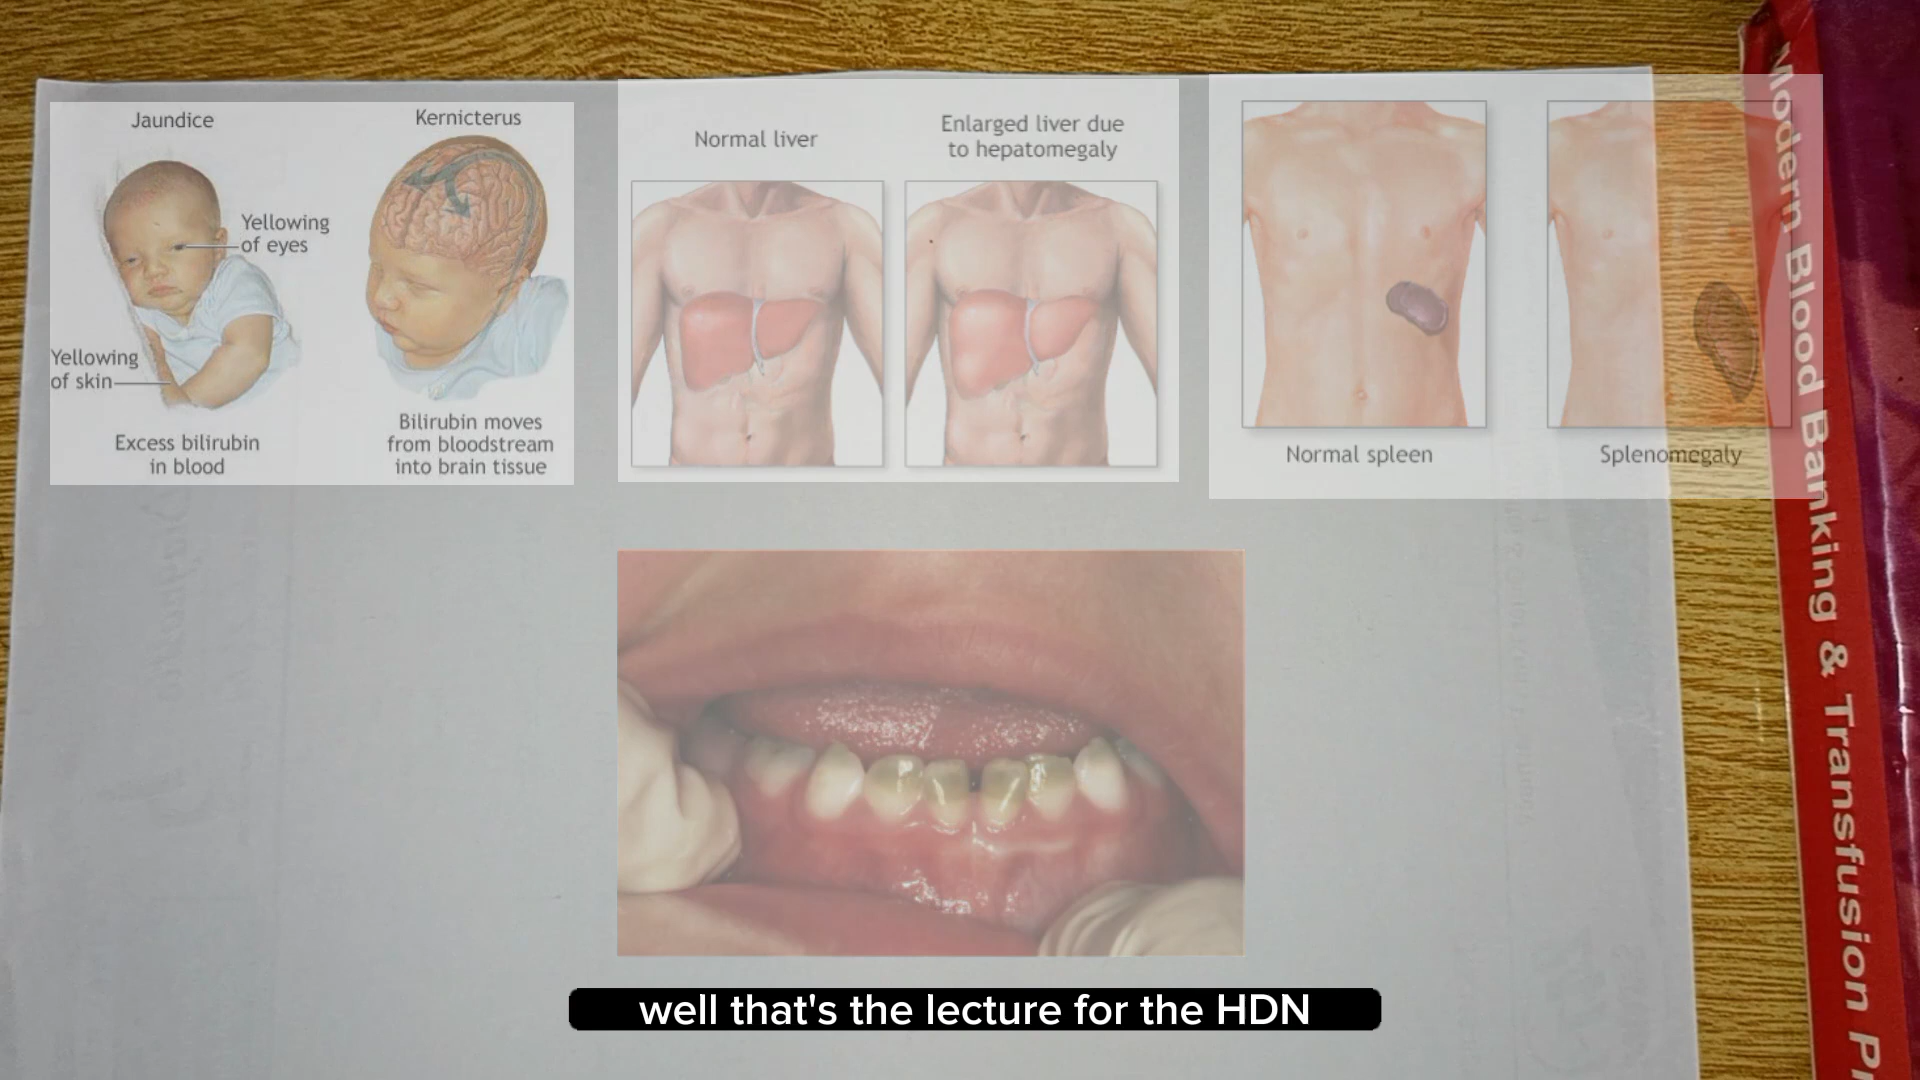 Jaundice
Kernicterus
Yellowing
of eyes
Yellowing
of skin
Excess bilirubin
in blood
Bilirubin moves
from bloodstream
into brain tissue
Normal liver
Enlarged liver due
to hepatomegaly
Normal spleen
Splenomegaly
Modern Blood Banking & Transfusion
well that's the lecture for the HDN